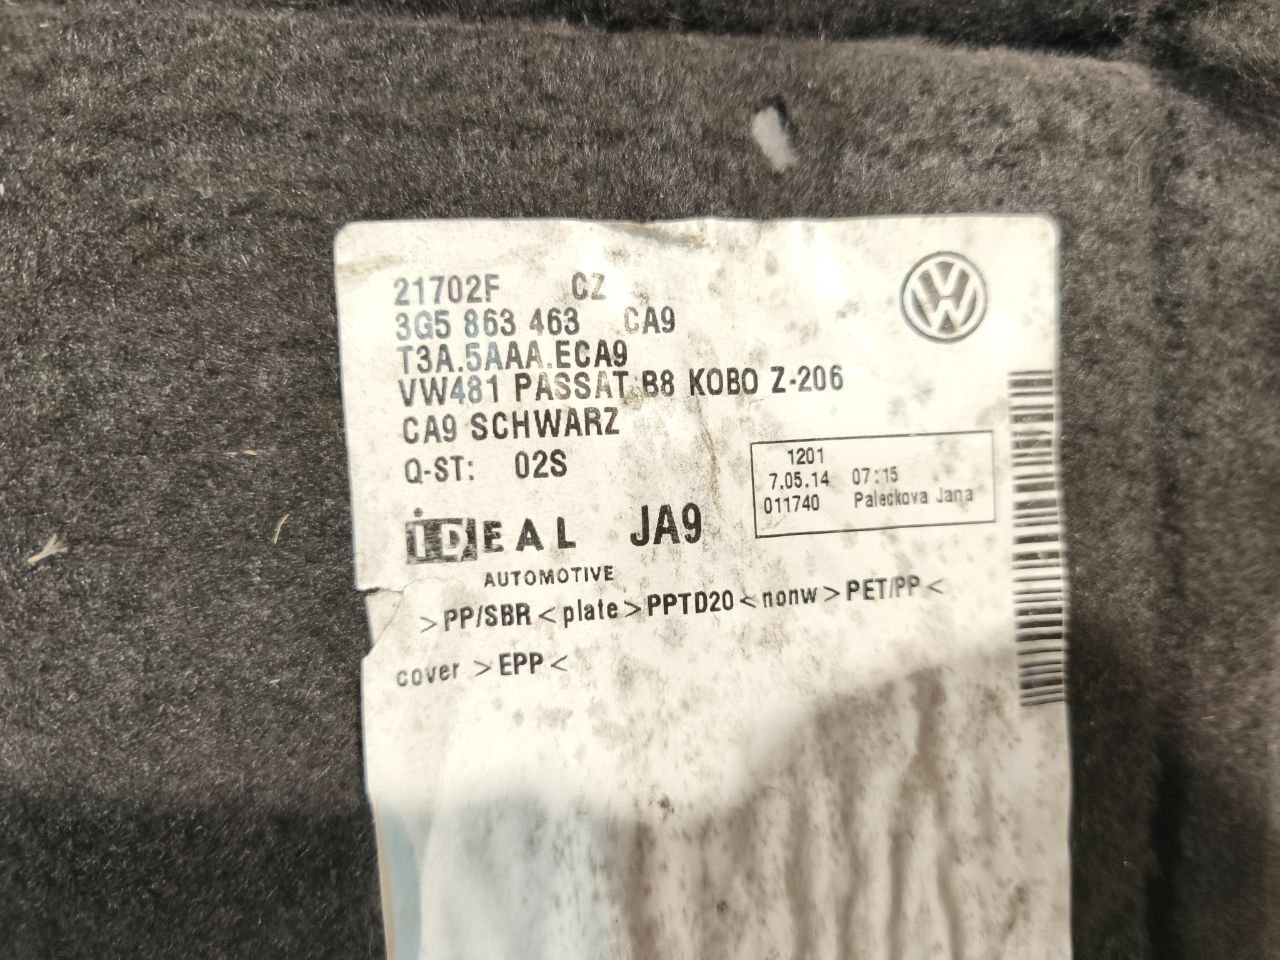 21702F CZ
3G5 863 463 CA9
T3A.5AAA.ECA9
VW481 PASSAT B8 KOBO Z-206
CA9 SCHWARZ
Q-ST: 02S
1201
7.05.14 07:15
011740 Paleckova Jana
iDEAL JA9
AUTOMOTIVE
>PP/SBR< plate >PPTD20< nonw >PET/PP<
cover >EPP<
VW